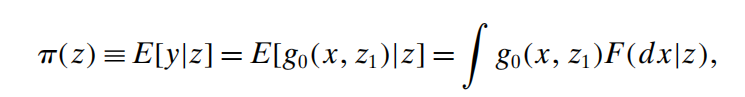 π(z) ≡ E[y|z] = E[g₀(x, z₁)|z] = ∫ g₀(x, z₁)F(dx|z),